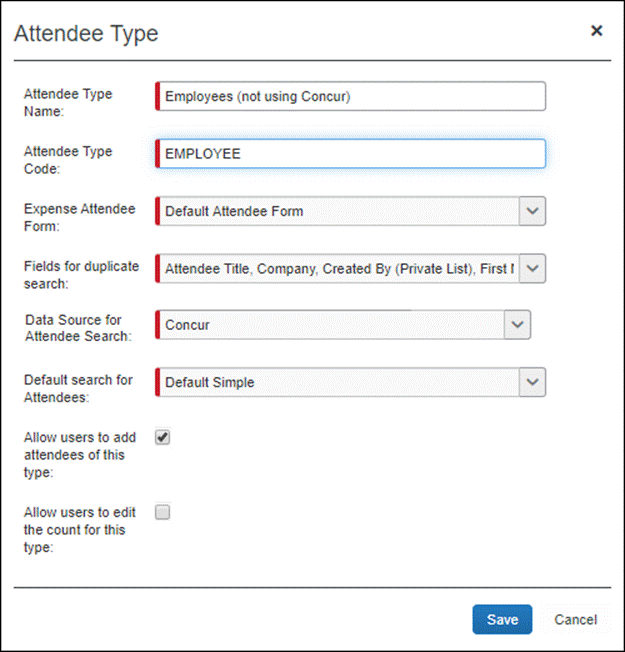 Attendee Type
Attendee Type
Name:
Employees (not using Concur)
Attendee Type
Code:
EMPLOYEE
Expense Attendee
Form:
Default Attendee Form
Fields for duplicate
search:
Attendee Title, Company, Created By (Private List), First
Data Source for
Attendee Search:
Concur
Default search for
Attendees:
Default Simple
Allow users to add
attendees of this
type:
Allow users to edit
the count for this
type:
Save Cancel